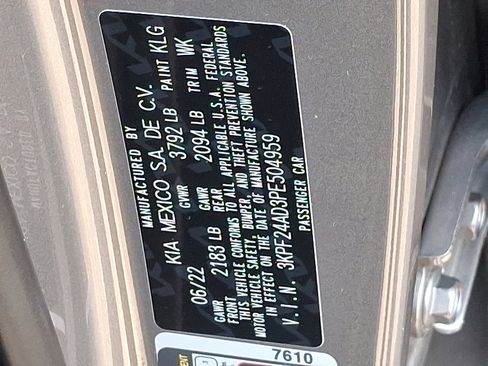 MANUFACTURED BY
KIA MEXICO S.A. DE C.V.
06/22 GVWR 3792 LB PAINT KLG
GAWR FRONT 2183 LB GAWR REAR 2094 LB TRIM WK
THIS VEHICLE CONFORMS TO ALL APPLICABLE U.S.A. FEDERAL
MOTOR VEHICLE SAFETY, BUMPER, AND THEFT PREVENTION STANDARDS
IN EFFECT ON THE DATE OF MANUFACTURE SHOWN ABOVE.
V.I.N. 3KPF24AD3PE504959
PASSENGER CAR
7610